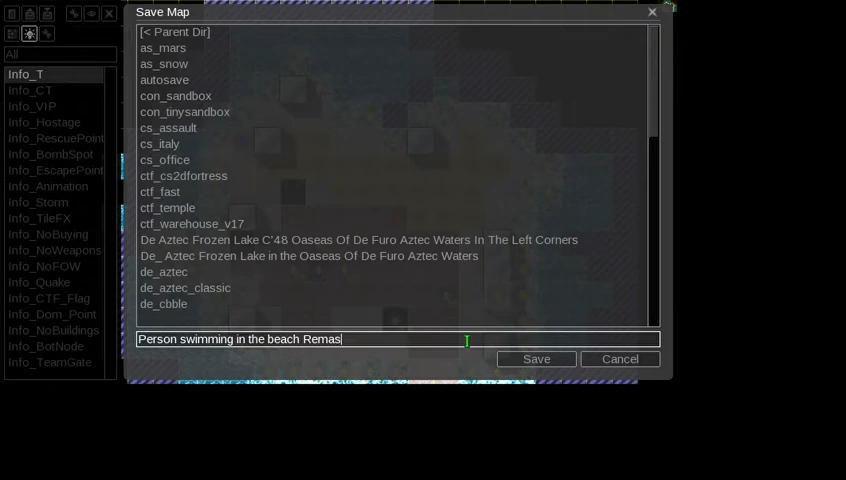 Save Map
All
Info_T
Info_CT
Info_VIP
Info_Hostage
Info_RescuePoint
Info_BombSpot
Info_EscapePoint
Info_Animation
Info_Storm
Info_TileFX
Info_NoBuying
Info_NoWeapons
Info_NoFOW
Info_Quake
Info_CTF_Flag
Info_Dom_Point
Info_NoBuildings
Info_BotNode
Info_TeamGate
[< Parent Dir]
as_mars
as_snow
autosave
con_sandbox
con_tinysandbox
cs_assault
cs_italy
cs_office
ctf_cs2dfortress
ctf_fast
ctf_temple
ctf_warehouse_v17
De Aztec Frozen Lake C'48 Oaseas Of De Furo Aztec Waters In The Left Corners
De_ Aztec Frozen Lake in the Oaseas Of De Furo Aztec Waters
de_aztec
de_aztec_classic
de_cbble
Person swimming in the beach Remas
Save
Cancel